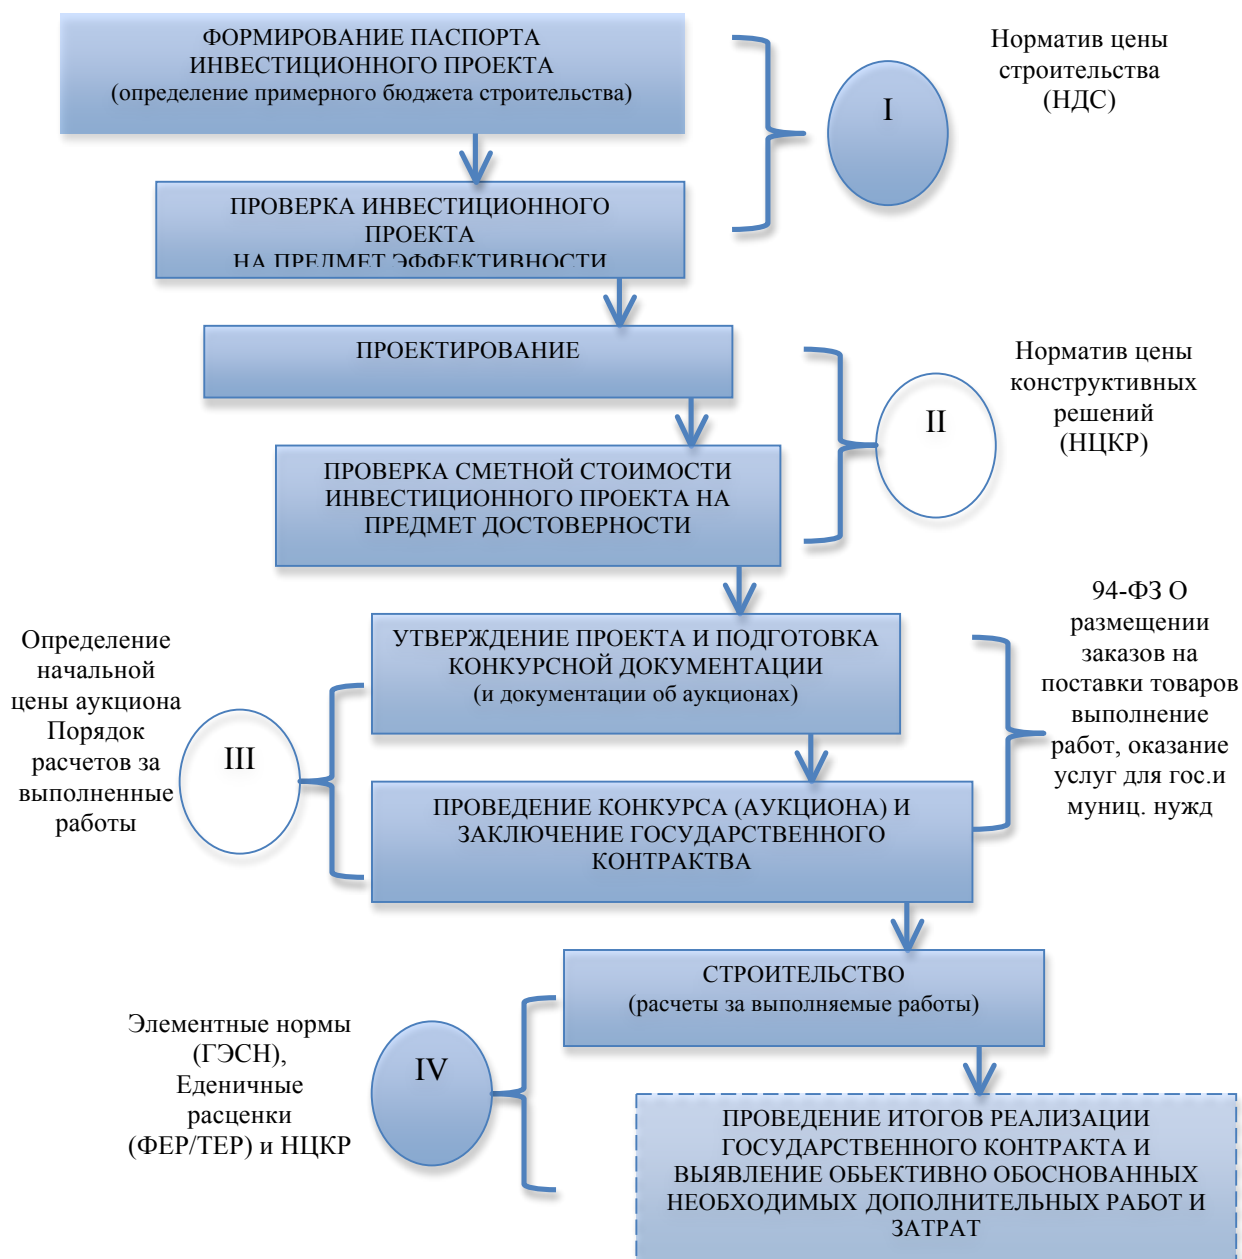 ФОРМИРОВАНИЕ ПАСПОРТА
ИНВЕСТИЦИОННОГО ПРОЕКТА
(определение примерного бюджета строительства)
I
Норматив цены
строительства
(НДС)
ПРОВЕРКА ИНВЕСТИЦИОННОГО
ПРОЕКТА
НА ПРЕДМЕТ ЭФФЕКТИВНОСТИ
ПРОЕКТИРОВАНИЕ
II
Норматив цены
конструктивных
решений
(НЦКР)
ПРОВЕРКА СМЕТНОЙ СТОИМОСТИ
ИНВЕСТИЦИОННОГО ПРОЕКТА НА
ПРЕДМЕТ ДОСТОВЕРНОСТИ
94-ФЗ О
размещении
заказов на
поставки товаров
выполнение
работ, оказание
услуг для гос.и
муниц. нужд
УТВЕРЖДЕНИЕ ПРОЕКТА И ПОДГОТОВКА
КОНКУРСНОЙ ДОКУМЕНТАЦИИ
(и документации об аукционах)
Определение
начальной
цены аукциона
Порядок
расчетов за
выполненные
работы
III
ПРОВЕДЕНИЕ КОНКУРСА (АУКЦИОНА) И
ЗАКЛЮЧЕНИЕ ГОСУДАРСТВЕННОГО
КОНТРАКТВА
СТРОИТЕЛЬСТВО
(расчеты за выполняемые работы)
Элементные нормы
(ГЭСН),
Еденичные
расценки
(ФЕР/ТЕР) и НЦКР
IV
ПРОВЕДЕНИЕ ИТОГОВ РЕАЛИЗАЦИИ
ГОСУДАРСТВЕННОГО КОНТРАКТА И
ВЫЯВЛЕНИЕ ОБЬЕКТИВНО ОБОСНОВАННЫХ
НЕОБХОДИМЫХ ДОПОЛНИТЕЛЬНЫХ РАБОТ И
ЗАТРАТ